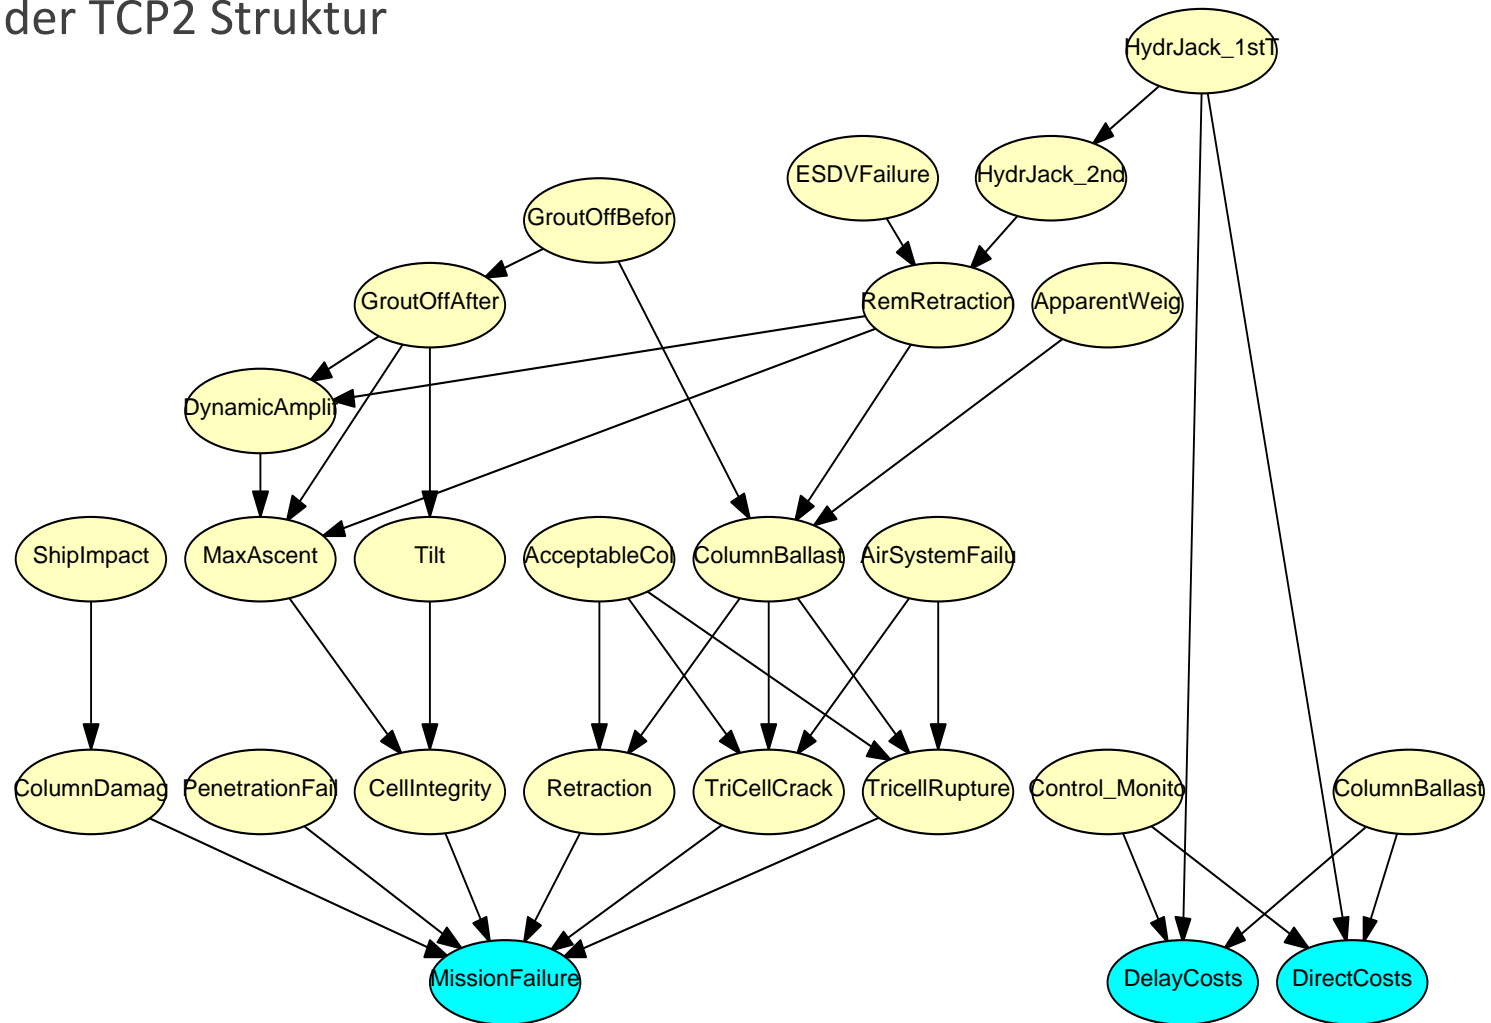 der TCP2 Struktur
HydrJack_1stT
ESDVFailure
HydrJack_2nd
GroutOffBefor
GroutOffAfter
RemRetraction
ApparentWeig
DynamicAmplif
ShipImpact
MaxAscent
Tilt
AcceptableCol
ColumnBallast
AirSystemFailu
ColumnDamag
PenetrationFail
CellIntegrity
Retraction
TriCellCrack
TricellRupture
Control_Monito
ColumnBallast
MissionFailure
DelayCosts
DirectCosts